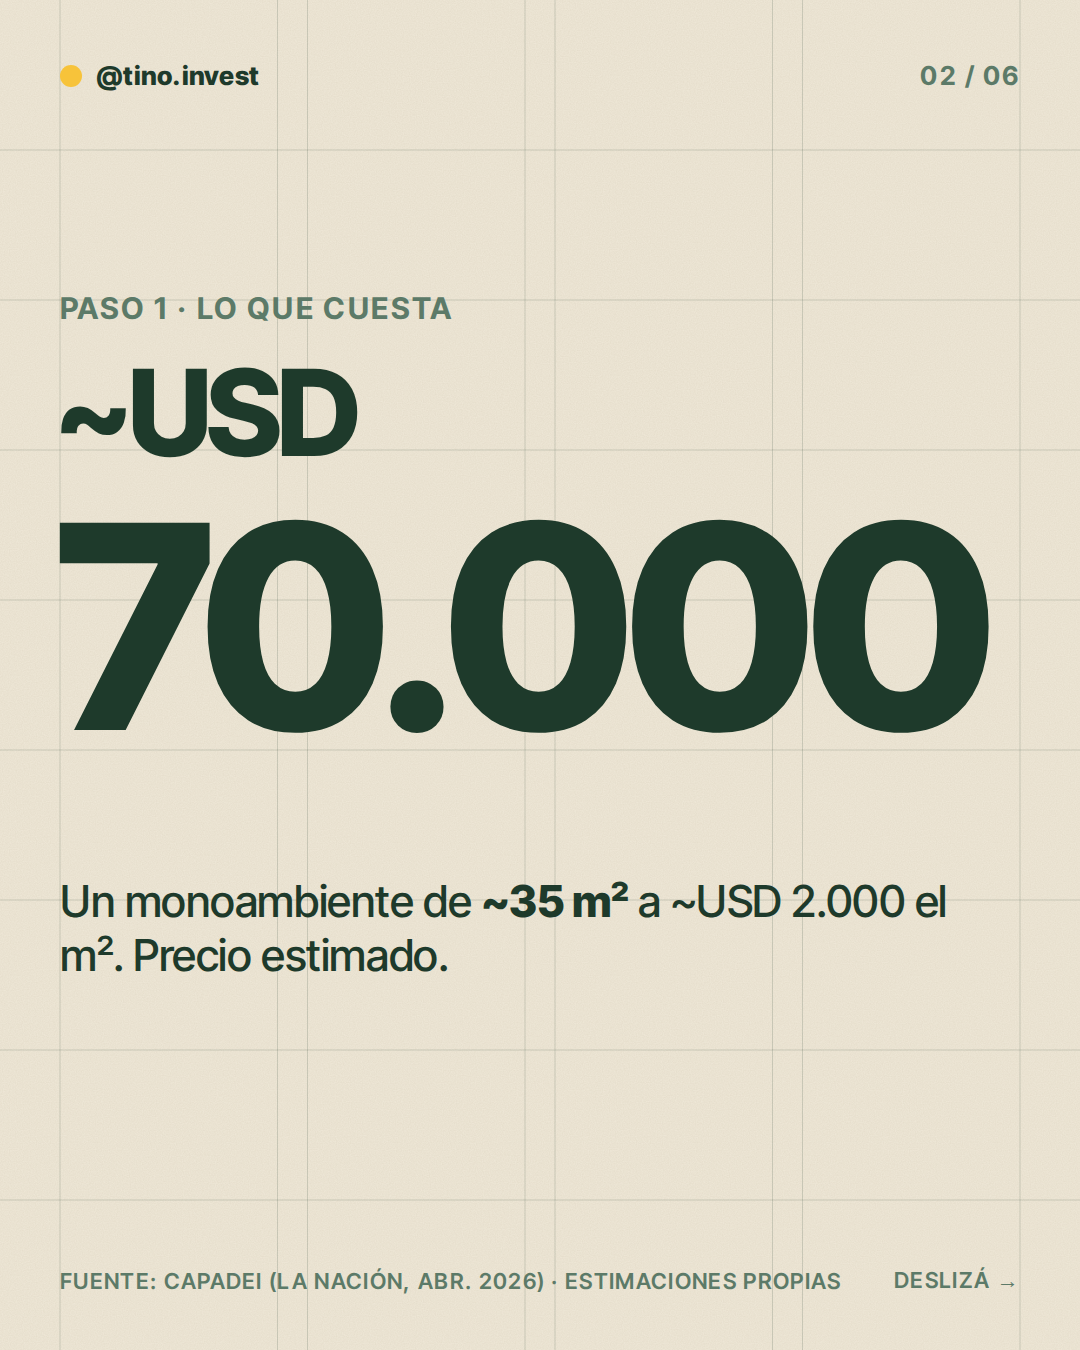 @tino.invest
02 / 06
PASO 1 · LO QUE CUESTA
~USD
70.000
Un monoambiente de ~35 m² a ~USD 2.000 el
m². Precio estimado.
FUENTE: CAPADEI (LA NACIÓN, ABR. 2026) · ESTIMACIONES PROPIAS
DESLIZÁ →